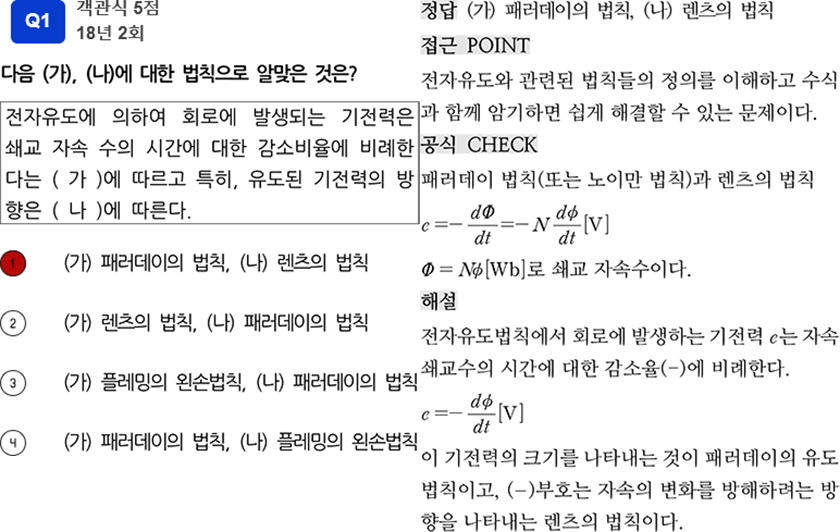 Q1
객관식 5점
18년 2회
다음 (가), (나)에 대한 법칙으로 알맞은 것은?
전자유도에 의하여 회로에 발생되는 기전력은
쇄교 자속 수의 시간에 대한 감소비율에 비례한
다는 ( 가 )에 따르고 특히, 유도된 기전력의 방
향은 ( 나 )에 따른다.
1 (가) 패러데이의 법칙, (나) 렌츠의 법칙
2 (가) 렌츠의 법칙, (나) 패러데이의 법칙
3 (가) 플레밍의 왼손법칙, (나) 패러데이의 법칙
4 (가) 패러데이의 법칙, (나) 플레밍의 왼손법칙
정답 (가) 패러데이의 법칙, (나) 렌츠의 법칙
접근 POINT
전자유도와 관련된 법칙들의 정의를 이해하고 수식
과 함께 암기하면 쉽게 해결할 수 있는 문제이다.
공식 CHECK
패러데이 법칙(또는 노이만 법칙)과 렌츠의 법칙
e=-dΦ/dt=-N dϕ/dt[V]
Φ=Nϕ[Wb]로 쇄교 자속수이다.
해설
전자유도법칙에서 회로에 발생하는 기전력 e는 자속
쇄교수의 시간에 대한 감소율(-)에 비례한다.
e=-dϕ/dt[V]
이 기전력의 크기를 나타내는 것이 패러데이의 유도
법칙이고, (-)부호는 자속의 변화를 방해하려는 방
향을 나타내는 렌츠의 법칙이다.